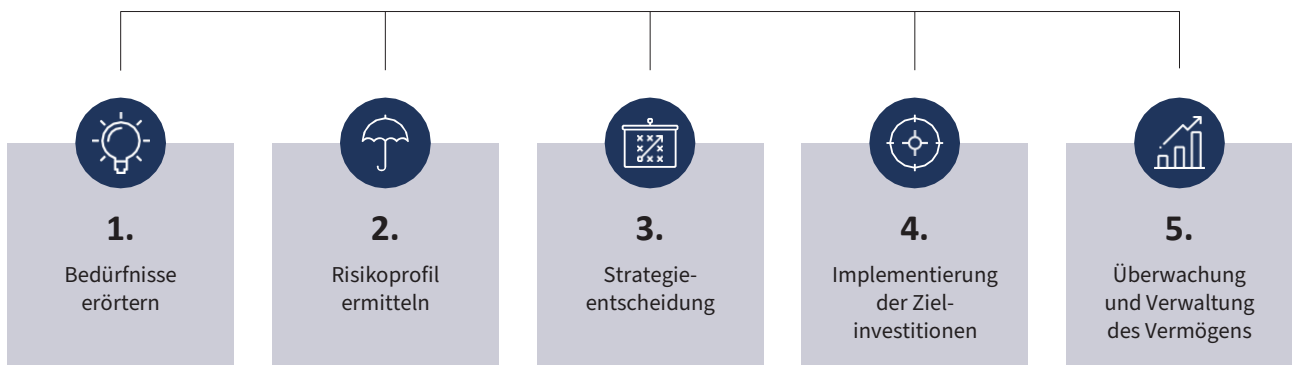 1.
Bedürfnisse
erörtern
2.
Risikoprofil
ermitteln
3.
Strategie-
entscheidung
4.
Implementierung
der Ziel-
investitionen
5.
Überwachung
und Verwaltung
des Vermögens